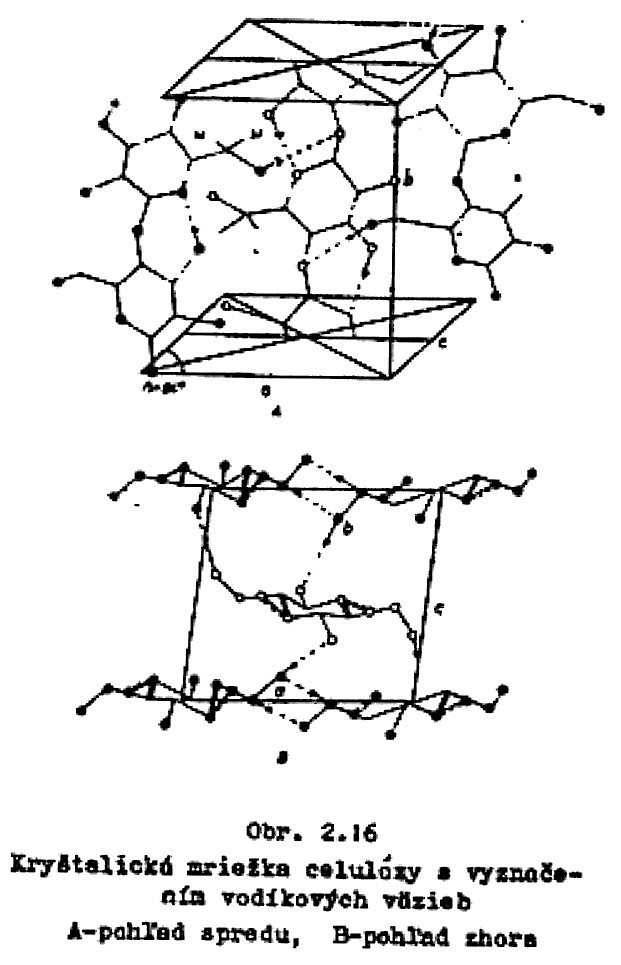 b
c
A
b
c
a
B
Obr. 2.16
Kryštalická mriežka celulózy s vyznače-
ním vodíkových väzieb
A-pohľad spredu, B-pohľad zhora